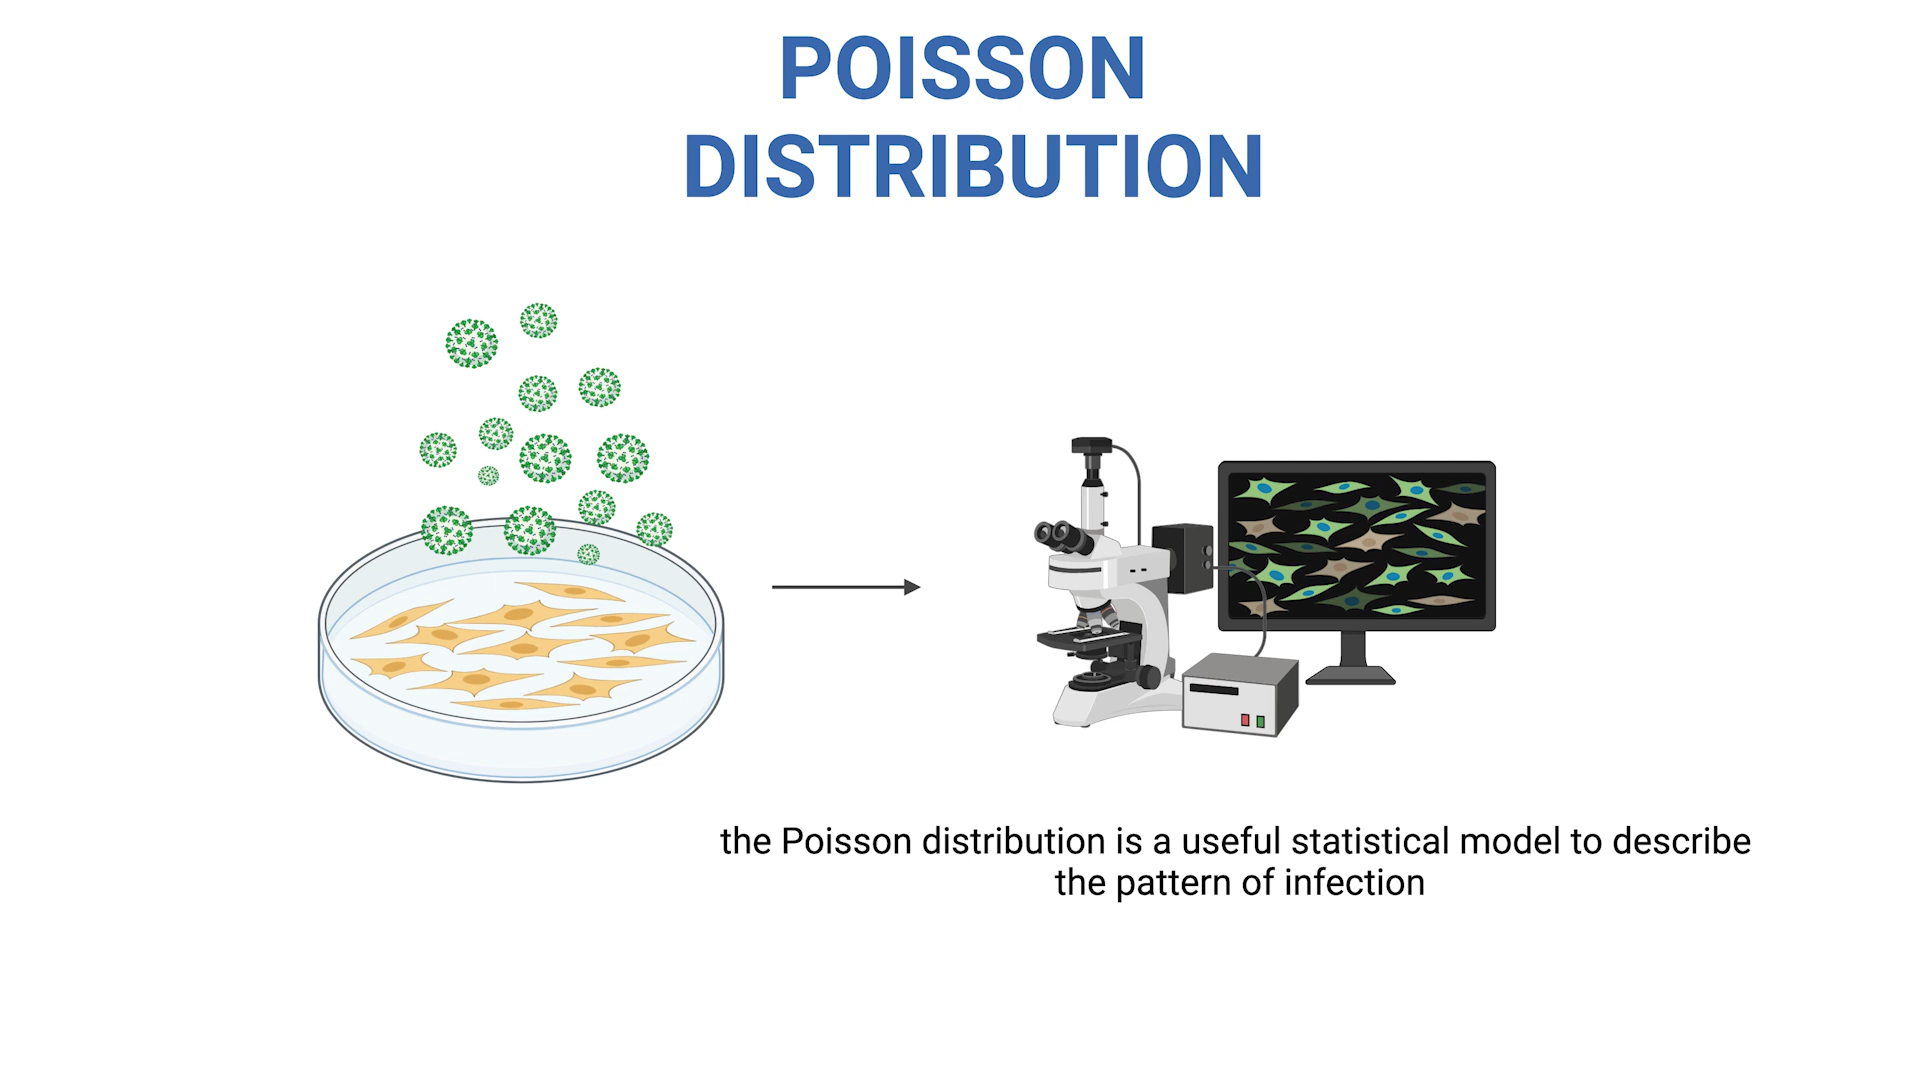 POISSON
DISTRIBUTION
the Poisson distribution is a useful statistical model to describe
the pattern of infection